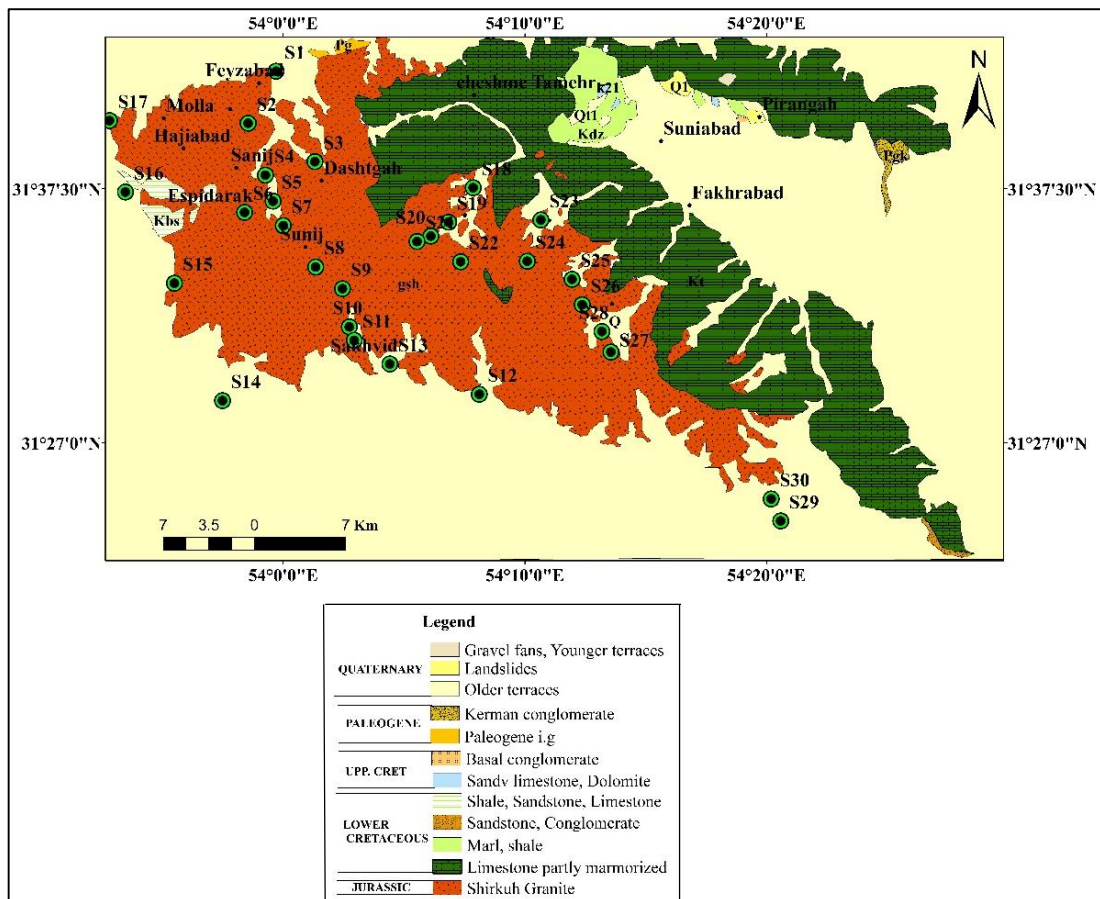 54°0'0"E 54°10'0"E 54°20'0"E
S1
Pg
N
Feyzabad
cheshme Tamehr
k21
Q1
S17
Molla
S2
Qt1
Pirangah
Hajiabad
S3
Kdz
Suniabad
Sanij
S4
Dashtgah
Pgk
31°37'30"N
S16
S5
S18
31°37'30"N
Espidarak
S6
S19
Fakhrabad
Kbs
S7
S20
S23
Sunij
S8
S22
S24
S15
S9
gsh
S25
Kt
S26
S10
S28
Q
S11
S27
Sakhvid
S13
S12
S14
31°27'0"N
31°27'0"N
S30
S29
7 3.5 0 7 Km
54°0'0"E 54°10'0"E 54°20'0"E
Legend
Gravel fans, Younger terraces
QUATERNARY
Landslides
Older terraces
Kerman conglomerate
PALEOGENE
Paleogene i.g
Basal conglomerate
UPP. CRET
Sandv limestone, Dolomite
Shale, Sandstone, Limestone
LOWER
CRETACEOUS
Sandstone, Conglomerate
Marl, shale
Limestone partly marmorized
JURASSIC
Shirkuh Granite